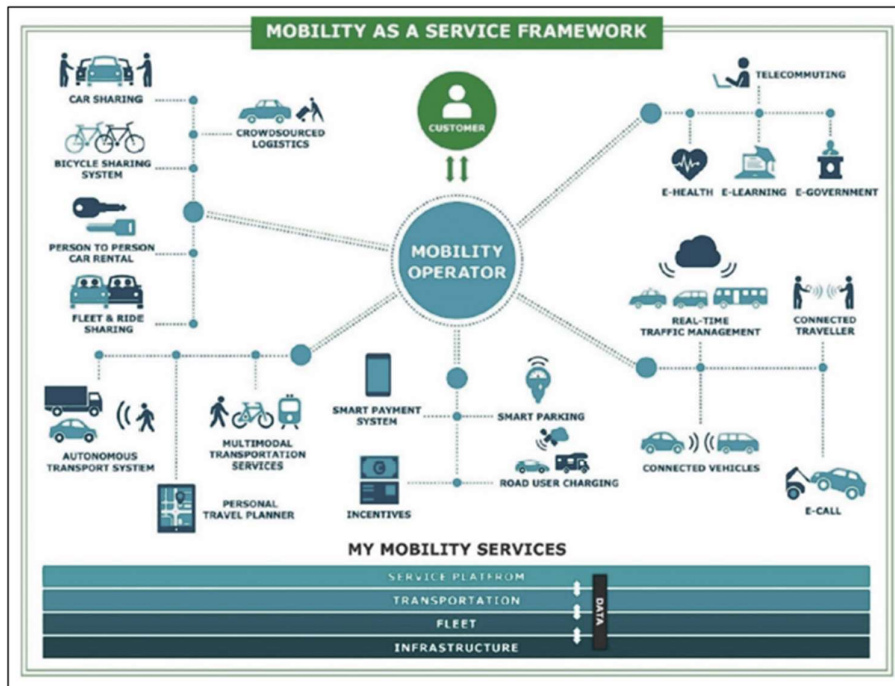 MOBILITY AS A SERVICE FRAMEWORK
CUSTOMER
MOBILITY
OPERATOR
CAR SHARING
CROWDSOURCED
LOGISTICS
BICYCLE SHARING
SYSTEM
PERSON TO PERSON
CAR RENTAL
FLEET & RIDE
SHARING
TELECOMMUTING
E-HEALTH
E-LEARNING
E-GOVERNMENT
REAL-TIME
TRAFFIC MANAGEMENT
CONNECTED
TRAVELLER
CONNECTED VEHICLES
E-CALL
AUTONOMOUS
TRANSPORT SYSTEM
MULTIMODAL
TRANSPORTATION
SERVICES
PERSONAL
TRAVEL PLANNER
SMART PAYMENT
SYSTEM
SMART PARKING
€
INCENTIVES
ROAD USER CHARGING
MY MOBILITY SERVICES
SERVICE PLATFROM
TRANSPORTATION
FLEET
INFRASTRUCTURE
DATA